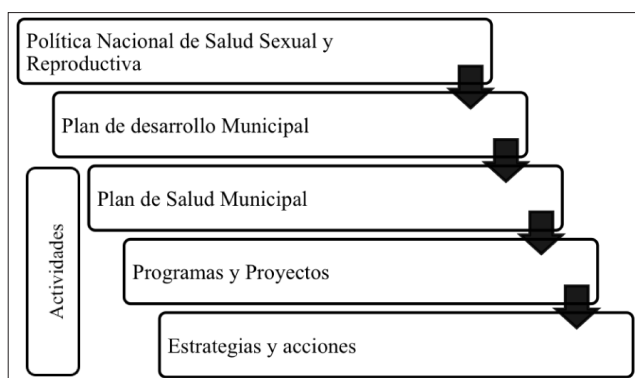 Política Nacional de Salud Sexual y
Reproductiva
Plan de desarrollo Municipal
Plan de Salud Municipal
Programas y Proyectos
Estrategias y acciones
Actividades